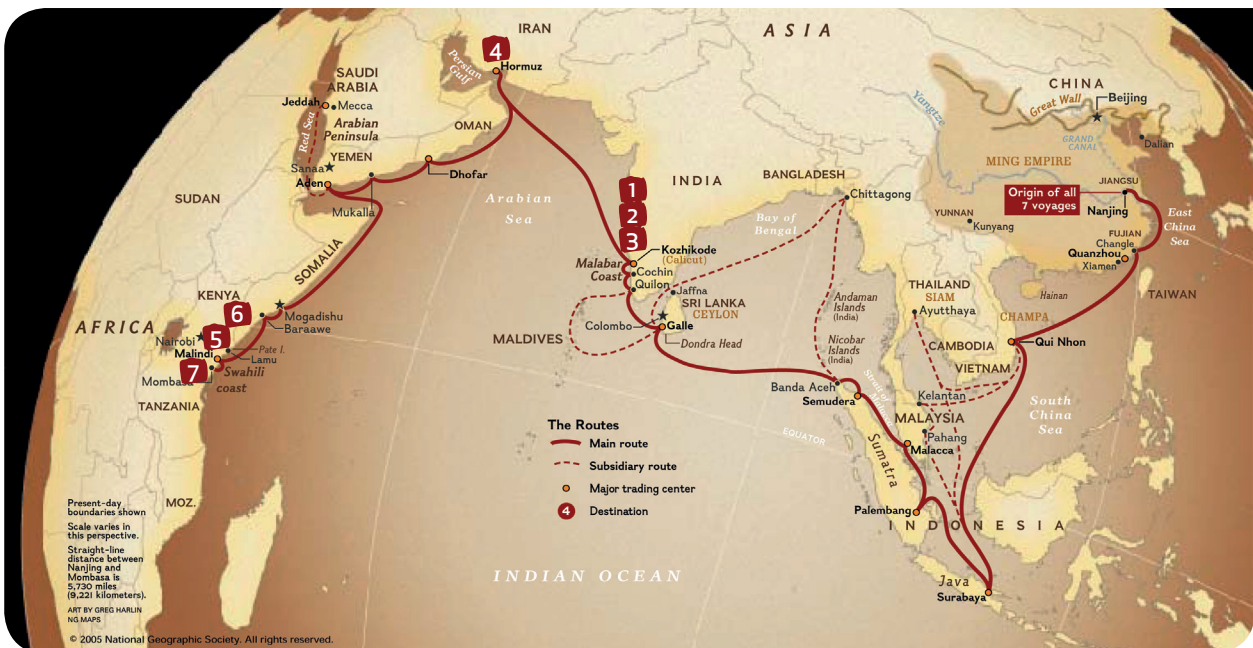 ASIA
IRAN
4
Hormuz
Persian
Gulf
SAUDI
ARABIA
Jeddah
Mecca
Red Sea
Arabian
Peninsula
OMAN
YEMEN
Sanaa
Aden
Dhofar
Mukalla
SUDAN
Arabian
Sea
SOMALIA
INDIA
1
2
3
Kozhikode
(Calicut)
Malabar
Coast
Cochin
Quilon
Jaffna
SRI LANKA
CEYLON
Colombo
Galle
Dondra Head
MALDIVES
BANGLADESH
Chittagong
Bay of
Bengal
CHINA
Beijing
Great Wall
Yangtze
GRAND
CANAL
Dalian
MING EMPIRE
JIANGSU
Origin of all
7 voyages
Nanjing
East
China
Sea
YUNNAN
Kunyang
FUJIAN
Changle
Quanzhou
Xiamen
TAIWAN
Hainan
THAILAND
SIAM
Ayutthaya
CHAMPA
CAMBODIA
VIETNAM
Qui Nhon
Andaman
Islands
(India)
Nicobar
Islands
(India)
Banda Aceh
Semudera
Strait of
Kelantan
MALAYSIA
Pahang
Malacca
South
China
Sea
EQUATOR
Sumatra
Palembang
INDONESIA
Java
Surabaya
KENYA
AFRICA
6
Mogadishu
Baraawe
Nairobi
5
Malindi
Pate I.
Lamu
7
Mombasa
Swahili
coast
TANZANIA
MOZ.
The Routes
Main route
Subsidiary route
Major trading center
4 Destination
INDIAN OCEAN
Present-day
boundaries shown
Scale varies in
this perspective.
Straight-line
distance between
Nanjing and
Mombasa is
5,730 miles
(9,221 kilometers).
ART BY GREG HARLIN
NG MAPS
© 2005 National Geographic Society. All rights reserved.